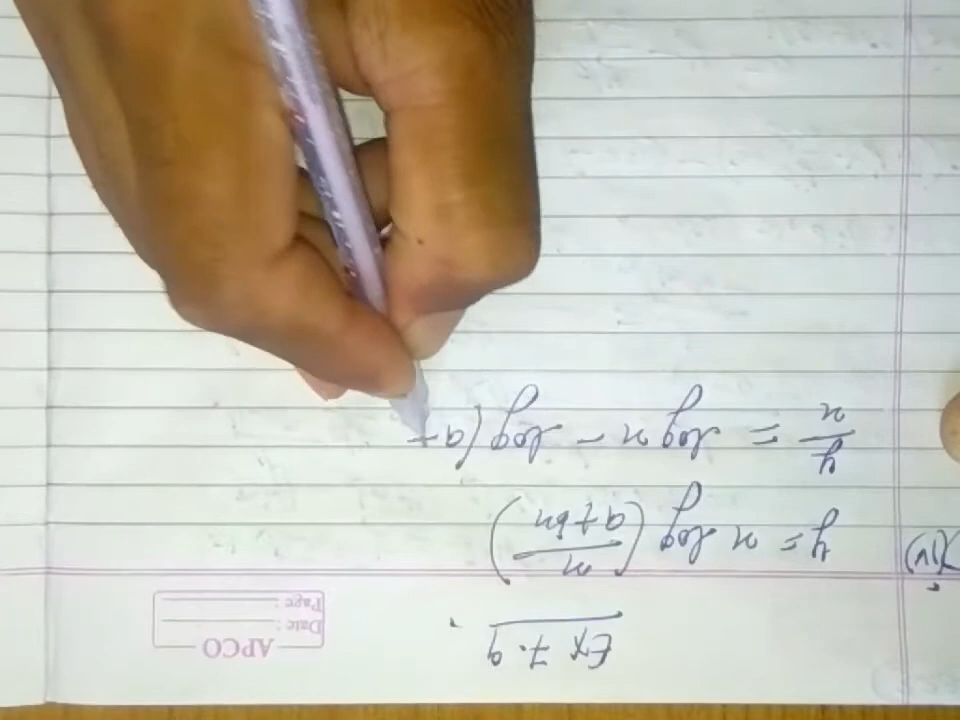 APCO
Date:
Page:
Ex 7.9
(iv) y = x log (x/(a+bx))
y/x = log x - log (a+